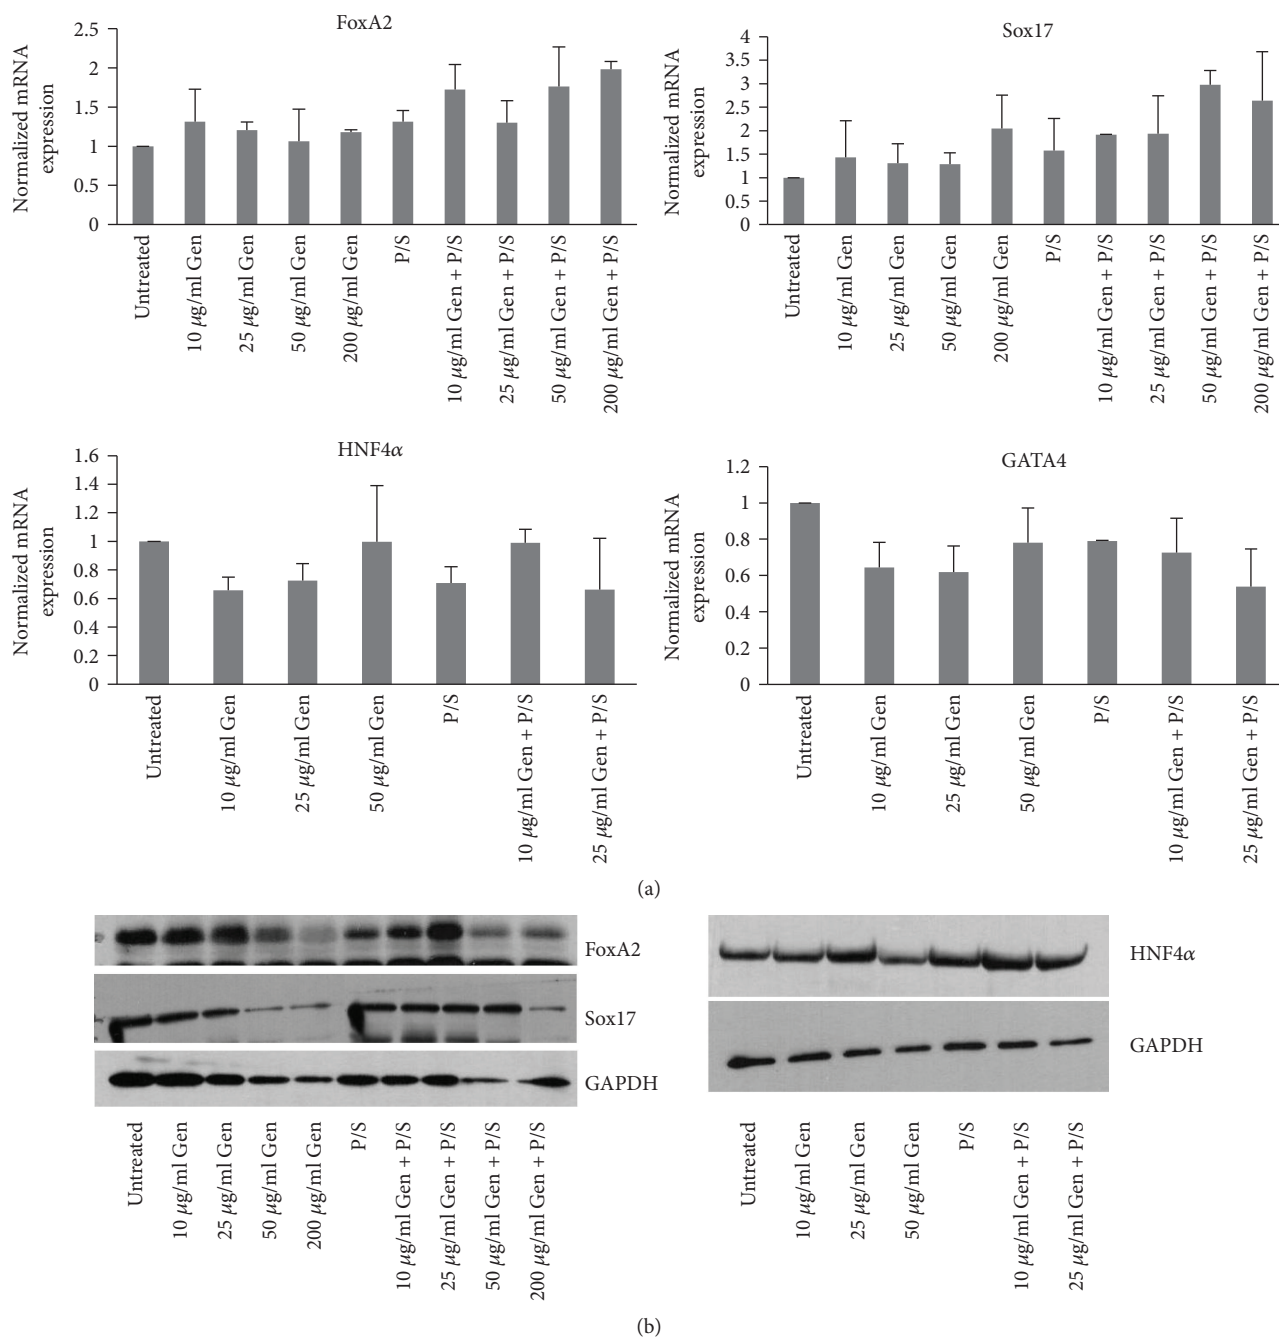 FoxA2
Normalized mRNA
expression
2.5
2
1.5
1
0.5
0
Untreated
10 µg/ml Gen
25 µg/ml Gen
50 µg/ml Gen
200 µg/ml Gen
P/S
10 µg/ml Gen + P/S
25 µg/ml Gen + P/S
50 µg/ml Gen + P/S
200 µg/ml Gen + P/S
Sox17
Normalized mRNA
expression
4
3.5
3
2.5
2
1.5
1
0.5
0
Untreated
10 µg/ml Gen
25 µg/ml Gen
50 µg/ml Gen
200 µg/ml Gen
P/S
10 µg/ml Gen + P/S
25 µg/ml Gen + P/S
50 µg/ml Gen + P/S
200 µg/ml Gen + P/S
HNF4α
Normalized mRNA
expression
1.6
1.4
1.2
1
0.8
0.6
0.4
0.2
0
Untreated
10 µg/ml Gen
25 µg/ml Gen
50 µg/ml Gen
P/S
10 µg/ml Gen + P/S
25 µg/ml Gen + P/S
GATA4
Normalized mRNA
expression
1.2
1
0.8
0.6
0.4
0.2
0
Untreated
10 µg/ml Gen
25 µg/ml Gen
50 µg/ml Gen
P/S
10 µg/ml Gen + P/S
25 µg/ml Gen + P/S
(a)
FoxA2
Sox17
GAPDH
Untreated
10 µg/ml Gen
25 µg/ml Gen
50 µg/ml Gen
200 µg/ml Gen
P/S
10 µg/ml Gen + P/S
25 µg/ml Gen + P/S
50 µg/ml Gen + P/S
200 µg/ml Gen + P/S
HNF4α
GAPDH
Untreated
10 µg/ml Gen
25 µg/ml Gen
50 µg/ml Gen
P/S
10 µg/ml Gen + P/S
25 µg/ml Gen + P/S
(b)